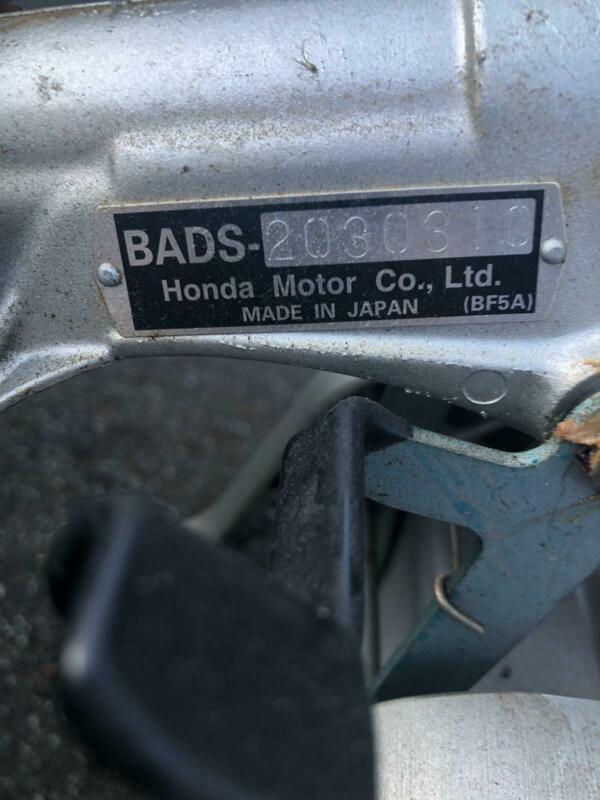 BADS-2030310
Honda Motor Co., Ltd.
MADE IN JAPAN (BF5A)